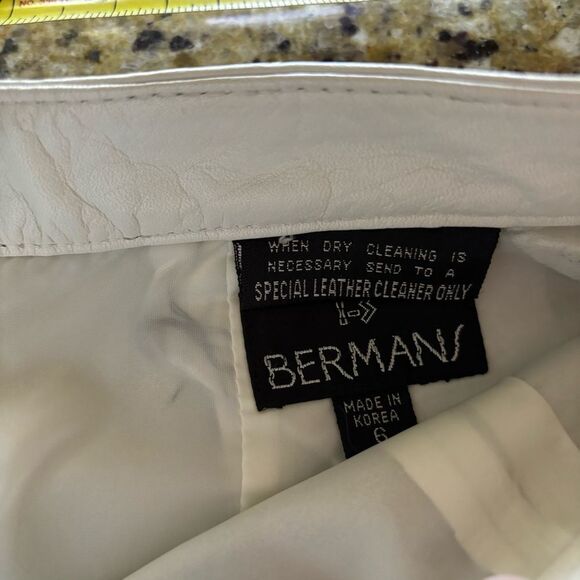 WHEN DRY CLEANING IS
NECESSARY SEND TO A
SPECIAL LEATHER CLEANER ONLY
BERMANS
MADE IN
KOREA
6